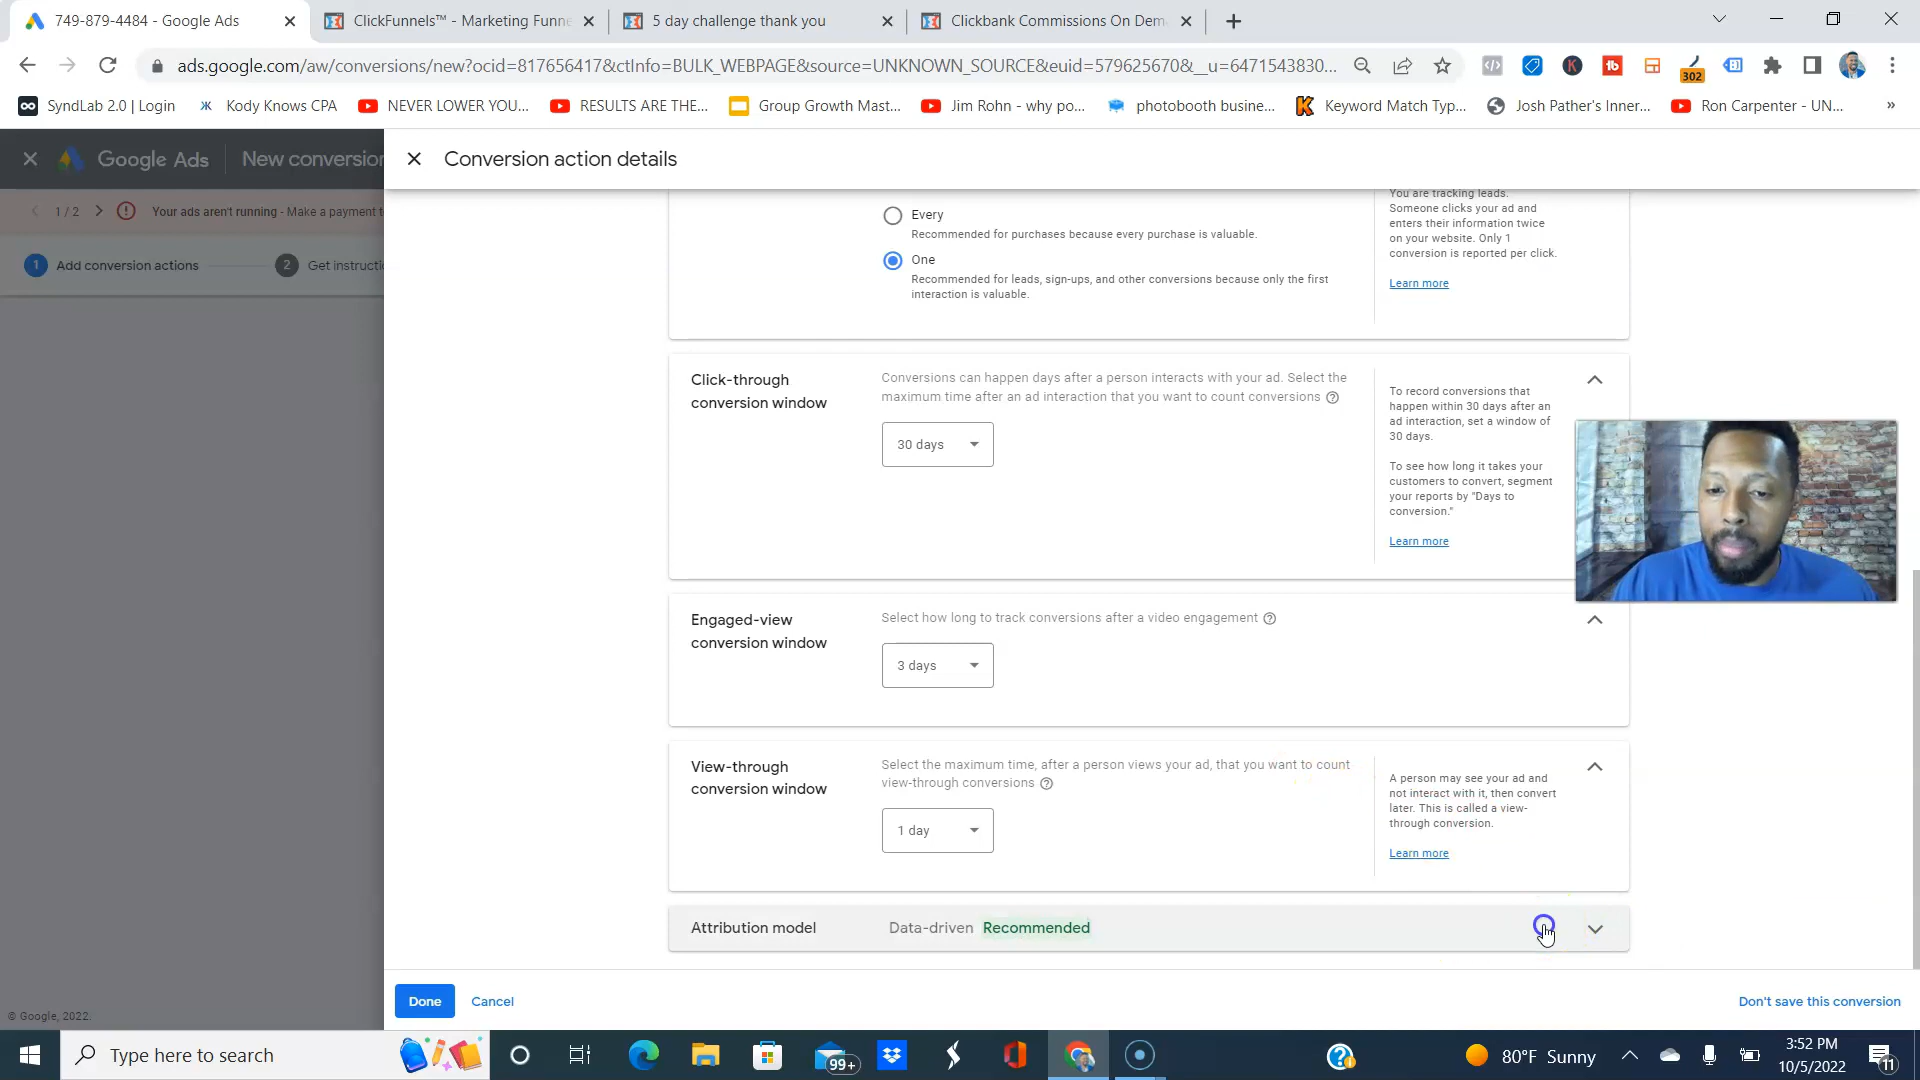 749-879-4484 - Google Ads
ClickFunnels™ - Marketing Funne
5 day challenge thank you
Clickbank Commissions On Dem
ads.google.com/aw/conversions/new?ocid=817656417&ctInfo=BULK_WEBPAGE&source=UNKNOWN_SOURCE&euid=579625670&__u=6471543830...
302
SyndLab 2.0 | Login
Kody Knows CPA
NEVER LOWER YOU...
RESULTS ARE THE...
Group Growth Mast...
Jim Rohn - why po...
photobooth busine...
Keyword Match Typ...
Josh Pather's Inner...
Ron Carpenter - UN...
»
Google Ads
New conversion
Conversion action details
1 / 2
Your ads aren't running - Make a payment t
1
Add conversion actions
2
Get instructi
Every
Recommended for purchases because every purchase is valuable.
One
Recommended for leads, sign-ups, and other conversions because only the first
interaction is valuable.
You are tracking leads.
Someone clicks your ad and
enters their information twice
on your website. Only 1
conversion is reported per click.
Learn more
Click-through
conversion window
Conversions can happen days after a person interacts with your ad. Select the
maximum time after an ad interaction that you want to count conversions
30 days
To record conversions that
happen within 30 days after an
ad interaction, set a window of
30 days.
To see how long it takes your
customers to convert, segment
your reports by "Days to
conversion."
Learn more
Engaged-view
conversion window
Select how long to track conversions after a video engagement
3 days
View-through
conversion window
Select the maximum time, after a person views your ad, that you want to count
view-through conversions
1 day
A person may see your ad and
not interact with it, then convert
later. This is called a view-
through conversion.
Learn more
Attribution model
Data-driven Recommended
Done
Cancel
Don't save this conversion
© Google, 2022.
Type here to search
99+
80°F Sunny
3:52 PM
10/5/2022
11